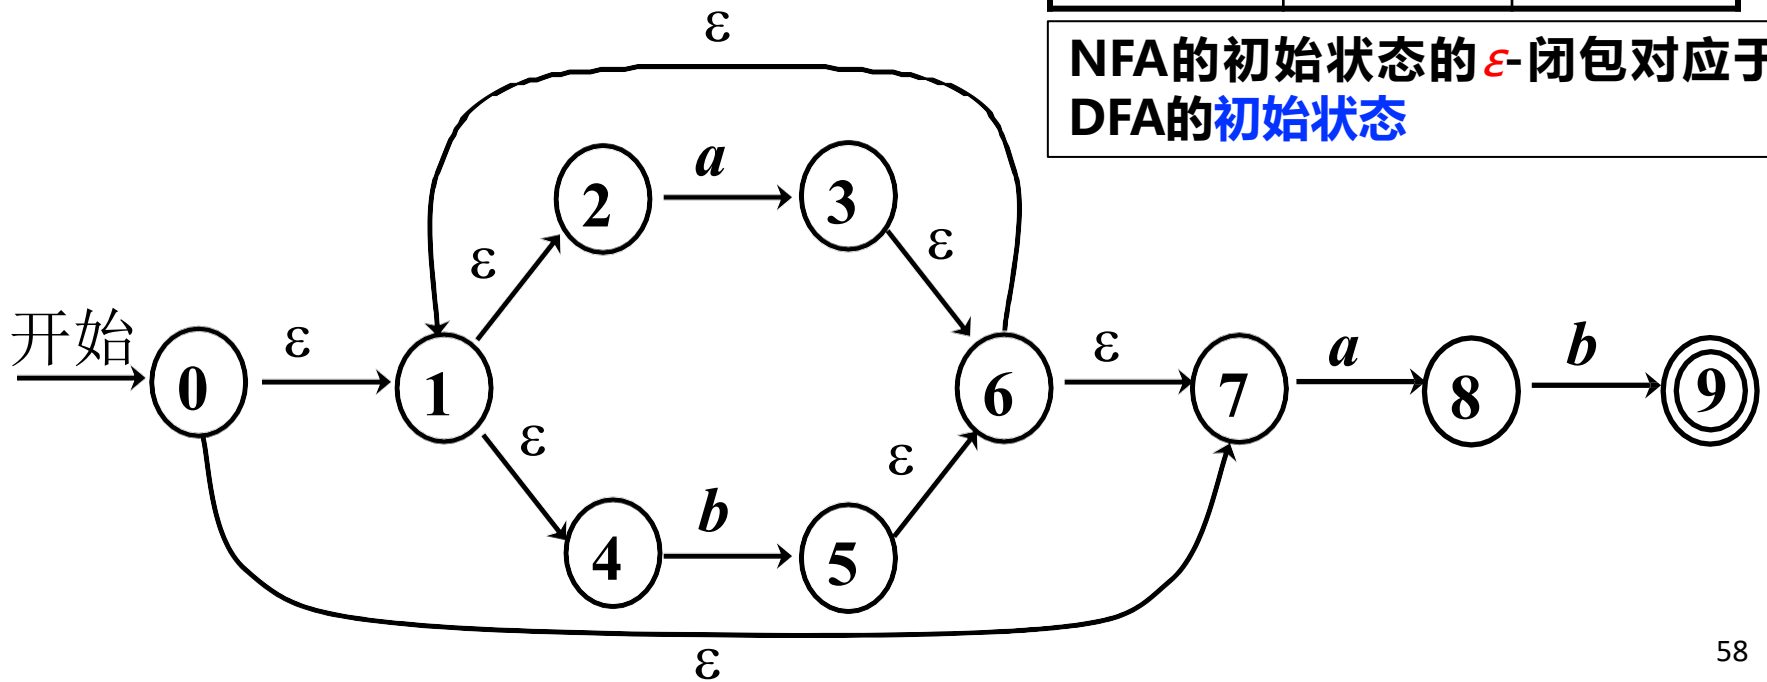 ε
NFA的初始状态的ε-闭包对应于
DFA的初始状态
2 a 3
ε ε
开始
0 ε 1 6 ε 7 a 8 b 9
ε ε
4 b 5
ε
58